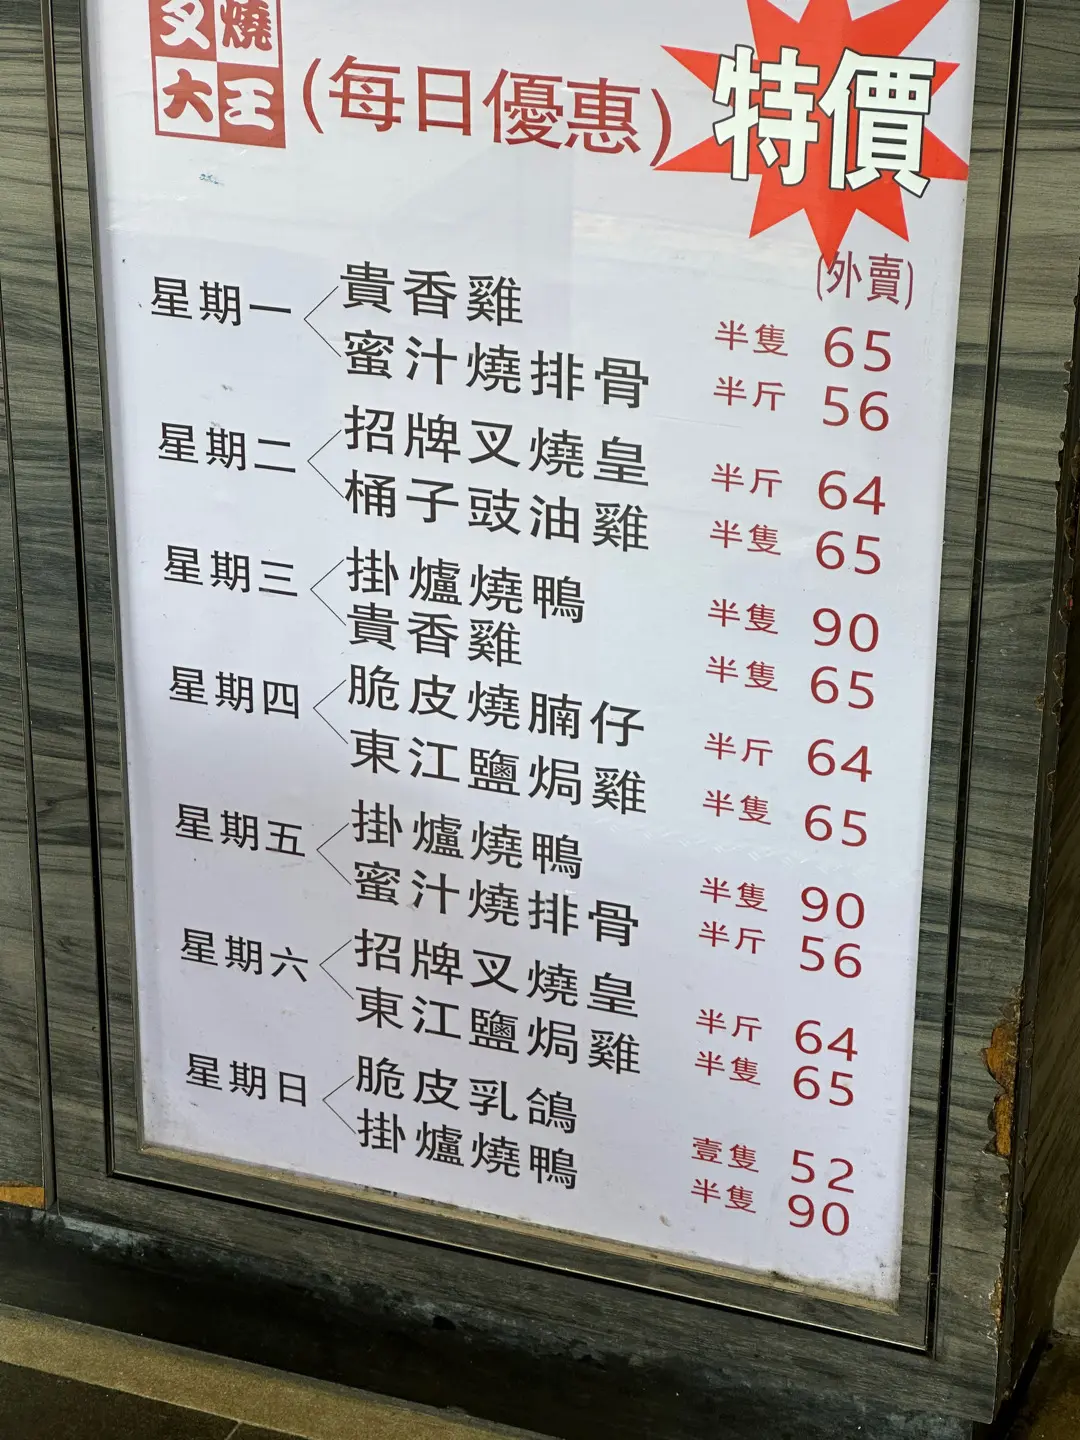 叉燒
大王
(每日優惠)
特價
(外賣)
星期一
貴香雞 半隻 65
蜜汁燒排骨 半斤 56
星期二
招牌叉燒皇 半斤 64
桶子豉油雞 半隻 65
星期三
掛爐燒鴨 半隻 90
貴香雞 半隻 65
星期四
脆皮燒腩仔 半斤 64
東江鹽焗雞 半隻 65
星期五
掛爐燒鴨 半隻 90
蜜汁燒排骨 半斤 56
星期六
招牌叉燒皇 半斤 64
東江鹽焗雞 半隻 65
星期日
脆皮乳鴿 壹隻 52
掛爐燒鴨 半隻 90